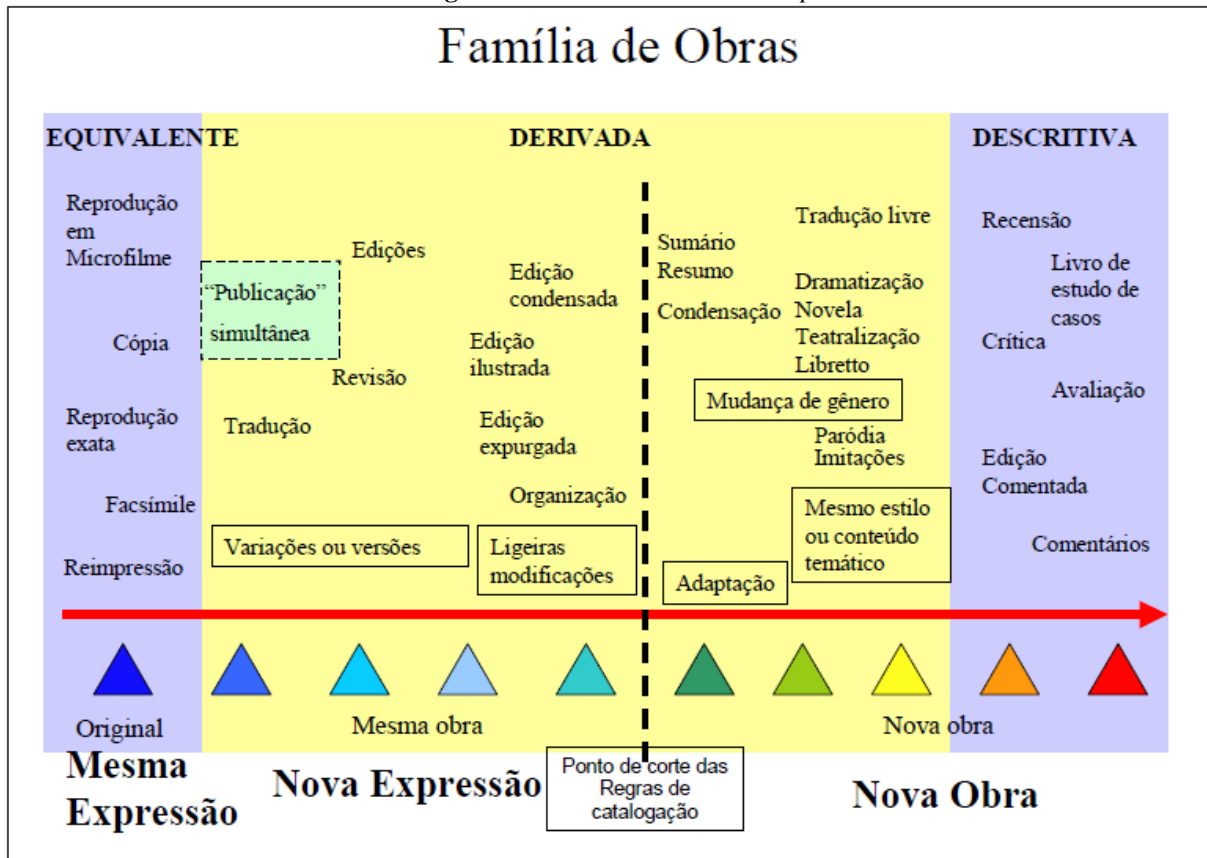 Família de Obras
EQUIVALENTE
DERIVADA
DESCRITIVA
Reprodução
em
Microfilme
Cópia
Reprodução
exata
Facsímile
Reimpressão
“Publicação”
simultânea
Edições
Revisão
Tradução
Variações ou versões
Edição
condensada
Edição
ilustrada
Edição
expurgada
Organização
Ligeiras
modificações
Sumário
Resumo
Condensação
Tradução livre
Dramatização
Novela
Teatralização
Libretto
Mudança de gênero
Paródia
Imitações
Mesmo estilo
ou conteúdo
temático
Adaptação
Recensão
Livro de
estudo de
casos
Crítica
Avaliação
Edição
Comentada
Comentários
Original
Mesma obra
Nova obra
Mesma
Expressão
Nova Expressão
Ponto de corte das
Regras de
catalogação
Nova Obra